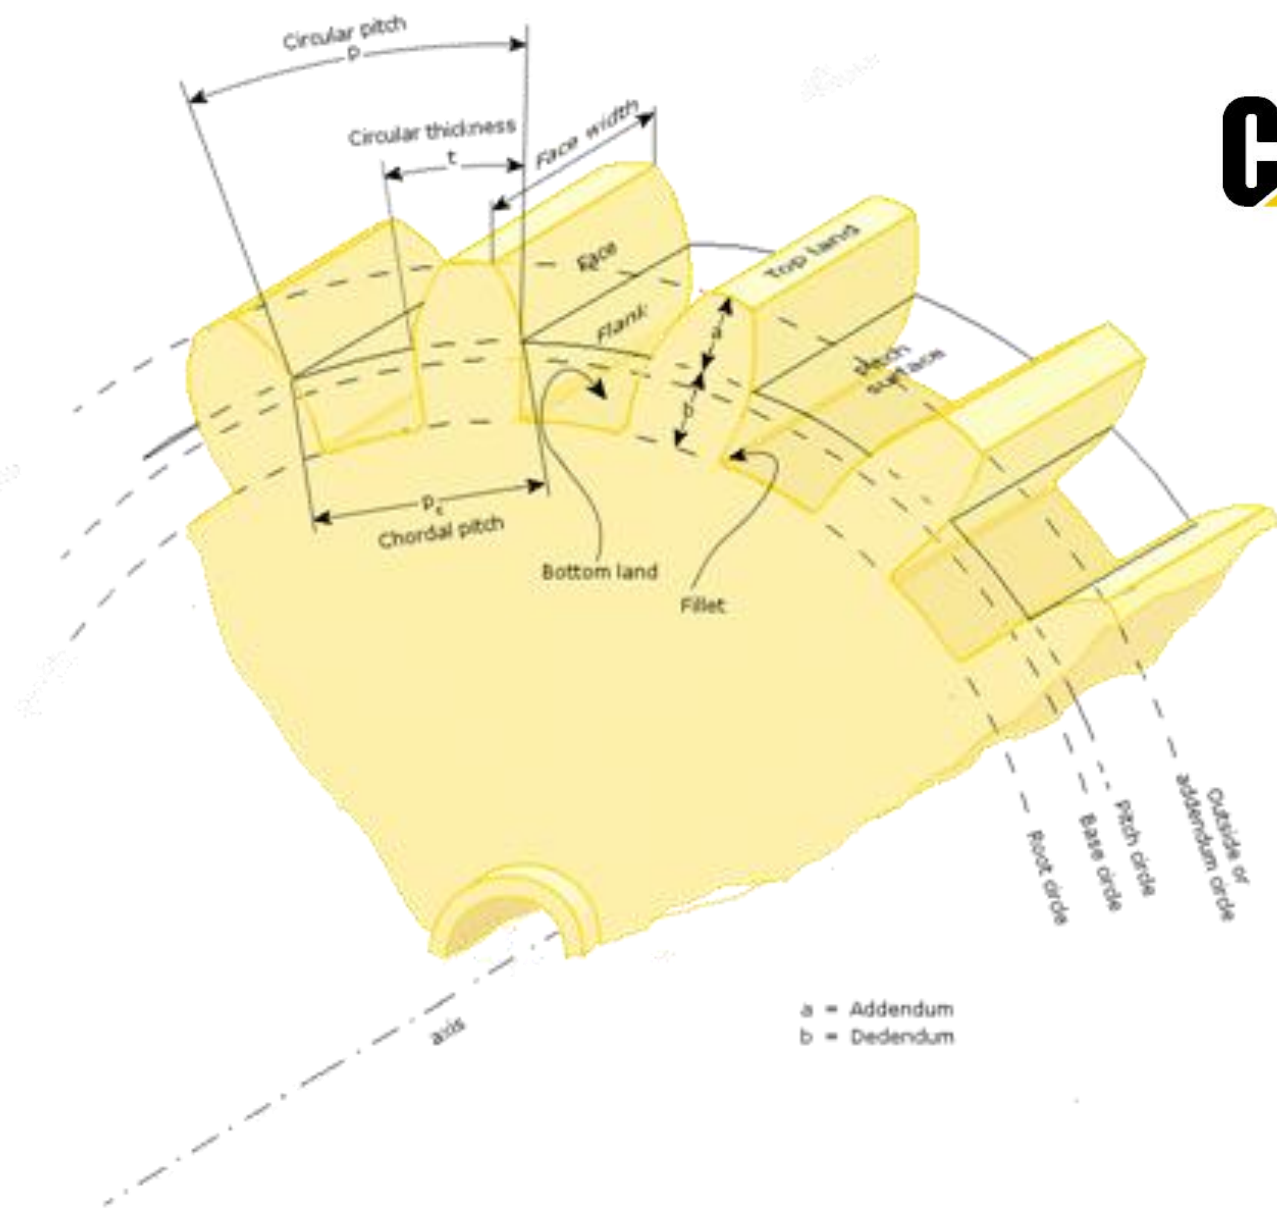 Circular pitch
p
Circular thickness
t
Face width
Face
Flank
Top land
a
b
pitch
surface
pc
Chordal pitch
Bottom land
Fillet
Root circle
Base circle
Pitch circle
Outside or
addendum circle
axis
a = Addendum
b = Dedendum
C